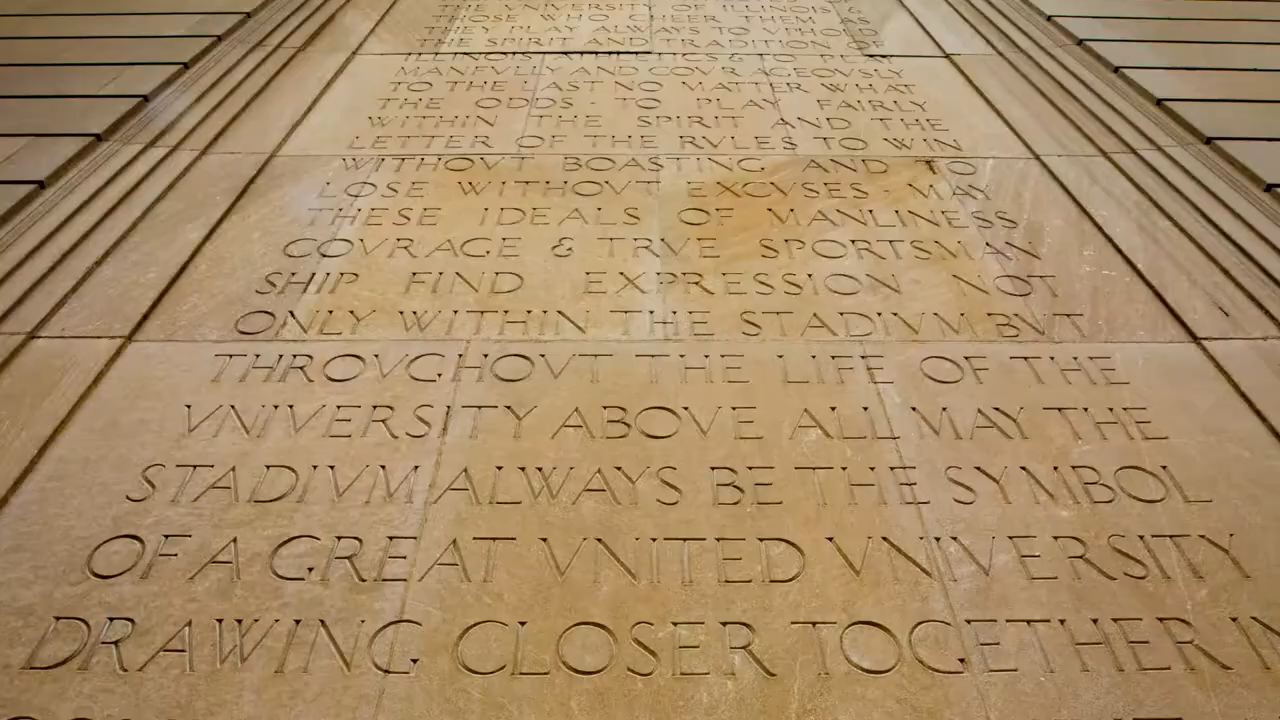 THE VNIVERSITY OF ILLINOIS &
THOSE WHO CHEER THEM AS
THEY PLAY ALWAYS TO VPHOLD
THE SPIRIT AND TRADITION OF
ILLINOIS ATHLETICS & TO PLAY
MANFVLLY AND COVRAGEOVSLY
TO THE LAST NO MATTER WHAT
THE ODDS · TO PLAY FAIRLY
WITHIN THE SPIRIT AND THE
LETTER OF THE RVLES TO WIN
WITHOVT BOASTING AND TO
LOSE WITHOVT EXCVSES · MAY
THESE IDEALS OF MANLINESS
COVRAGE & TRVE SPORTSMAN
SHIP FIND EXPRESSION NOT
ONLY WITHIN THE STADIVM BVT
THROVGHOVT THE LIFE OF THE
VNIVERSITY ABOVE ALL MAY THE
STADIVM ALWAYS BE THE SYMBOL
OF A GREAT VNITED VNIVERSITY
DRAWING CLOSER TOGETHER IN